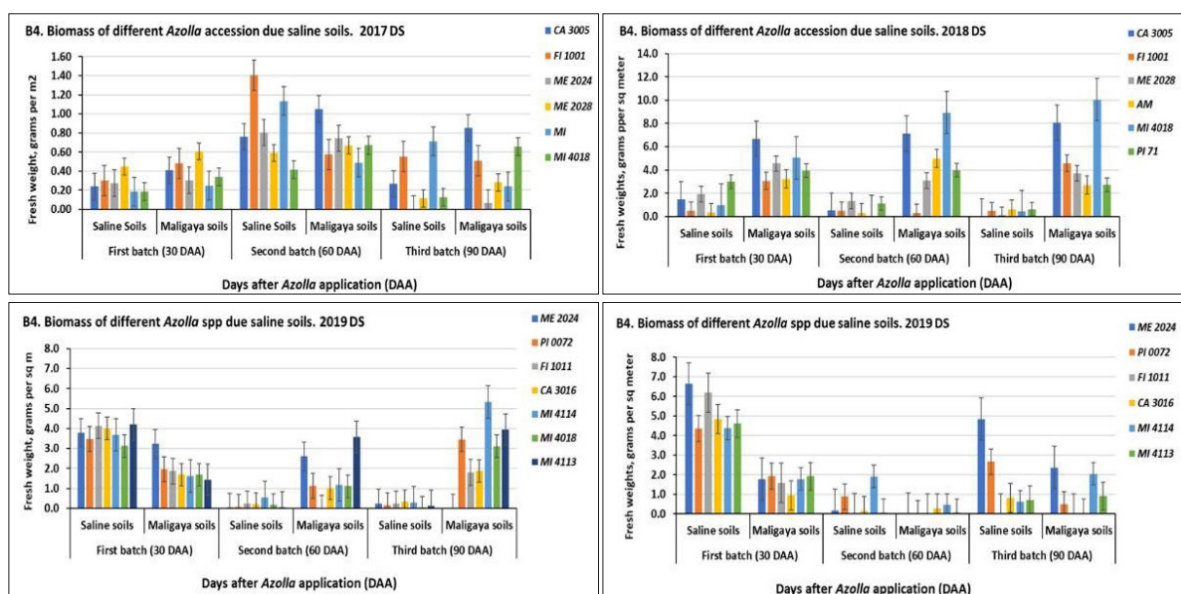 B4. Biomass of different Azolla accession due saline soils. 2017 DS
Fresh weight, grams per m2
1.60
1.40
1.20
1.00
0.80
0.60
0.40
0.20
0.00
Saline Soils Maligaya soils Saline Soils Maligaya soils Saline Soils Maligaya soils
First batch (30 DAA) Second batch (60 DAA) Third batch (90 DAA)
Days after Azolla application (DAA)
CA 3005
FI 1001
ME 2024
ME 2028
MI
MI 4018
B4. Biomass of different Azolla accession due saline soils. 2018 DS
Fresh weights, grams pper sq meter
14.0
12.0
10.0
8.0
6.0
4.0
2.0
0.0
Saline Soils Maligaya soils Saline Soils Maligaya soils Saline Soils Maligaya soils
First batch (30 DAA) Second batch (60 DAA) Third batch (90 DAA)
Days after Azolla application (DAA)
CA 3005
FI 1001
ME 2028
AM
MI 4018
PI 71
B4. Biomass of different Azolla spp due saline soils. 2019 DS
Fresh weight, grams per sq m
8.0
7.0
6.0
5.0
4.0
3.0
2.0
1.0
0.0
Saline soils Maligaya soils Saline soils Maligaya soils Saline soils Maligaya soils
First batch (30 DAA) Second batch (60 DAA) Third batch (90 DAA)
Days after Azolla application (DAA)
ME 2024
PI 0072
FI 1011
CA 3016
MI 4114
MI 4018
MI 4113
B4. Biomass of different Azolla spp due saline soils. 2019 DS
Fresh weights, grams per sq meter
8.0
7.0
6.0
5.0
4.0
3.0
2.0
1.0
0.0
Saline soils Maligaya soils Saline soils Maligaya soils Saline soils Maligaya soils
First batch (30 DAA) Second batch (60 DAA) Third batch (90 DAA)
Days after Azolla application (DAA)
ME 2024
PI 0072
FI 1011
CA 3016
MI 4114
MI 4113